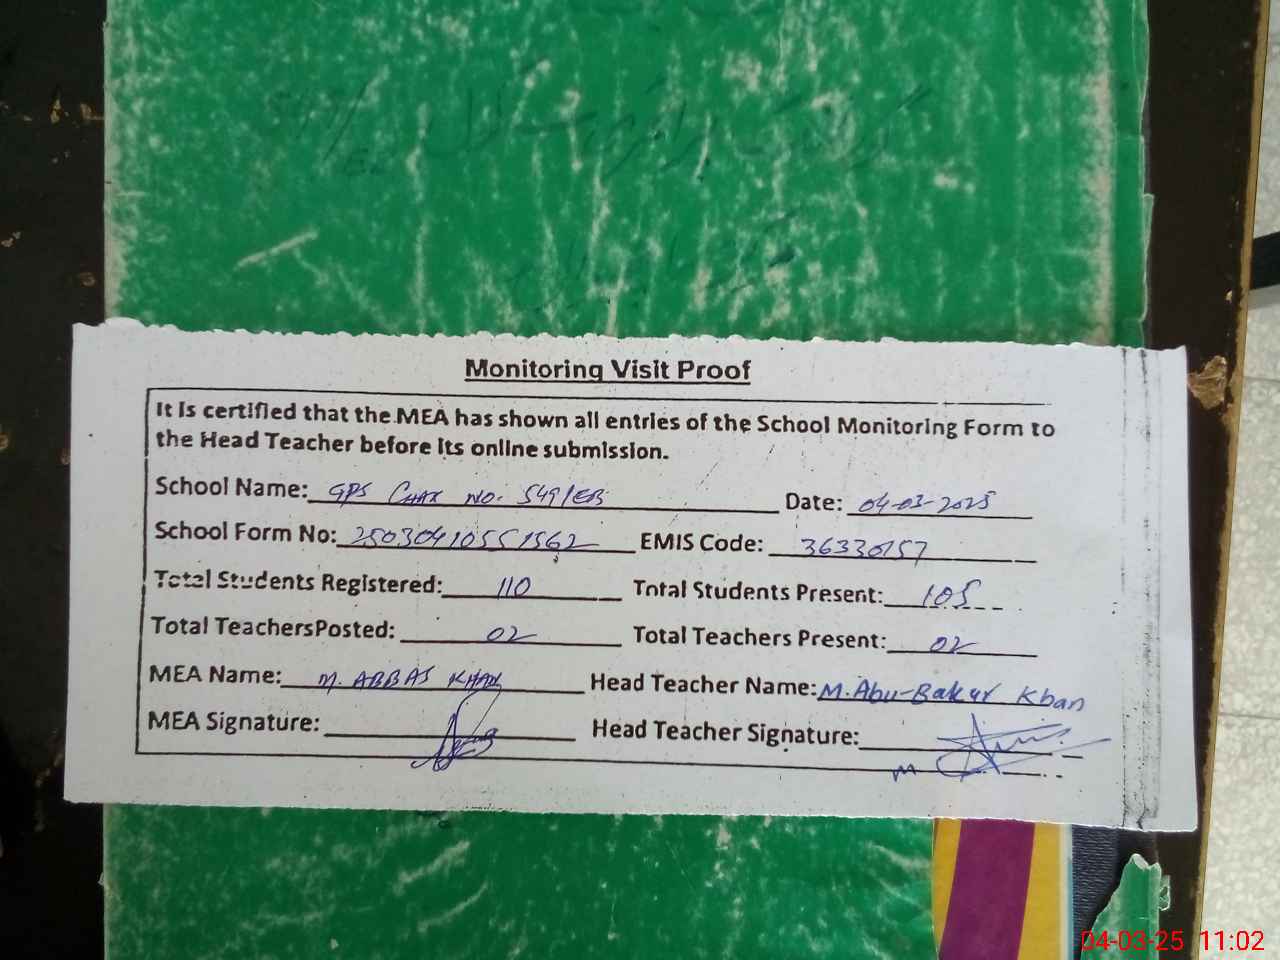 Monitoring Visit Proof
It is certified that the MEA has shown all entries of the School Monitoring Form to
the Head Teacher before its online submission.
School Name: GPS CHAK NO. 549/EB Date: 04-03-2025
School Form No: 25030410551562 EMIS Code: 36330157
Total Students Registered: 110 Total Students Present: 105
Total TeachersPosted: 02 Total Teachers Present: 02
MEA Name: M. ABBAS KHAN Head Teacher Name: M. Abu-Bakar Khan
MEA Signature: Head Teacher Signature:
04-03-25 11:02